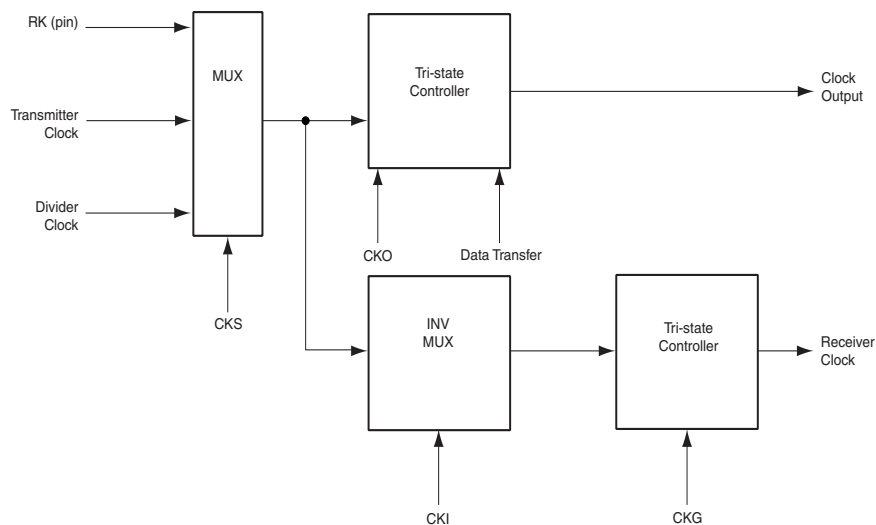 RK (pin)
MUX
Tri-state
Controller
Clock
Output
Transmitter
Clock
Divider
Clock
CKO
Data Transfer
CKS
INV
MUX
Tri-state
Controller
Receiver
Clock
CKI
CKG